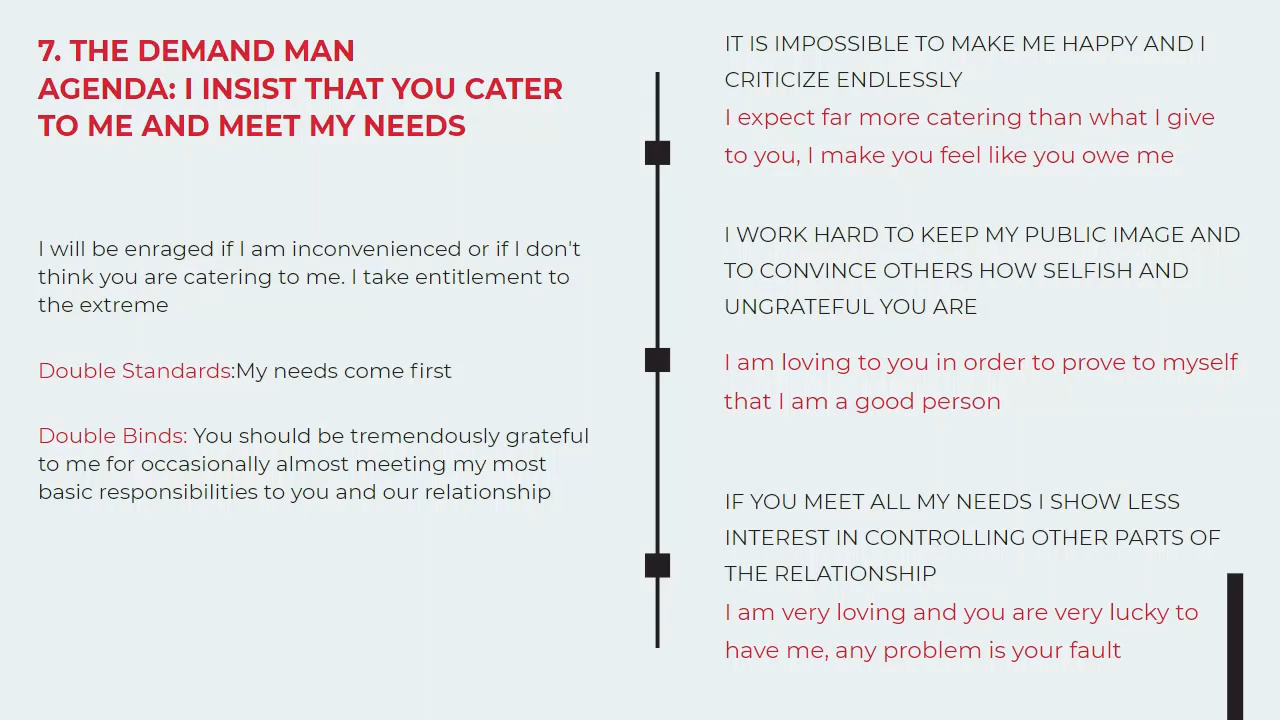 7. THE DEMAND MAN
AGENDA: I INSIST THAT YOU CATER
TO ME AND MEET MY NEEDS
I will be enraged if I am inconvenienced or if I don't
think you are catering to me. I take entitlement to
the extreme
Double Standards:My needs come first
Double Binds: You should be tremendously grateful
to me for occasionally almost meeting my most
basic responsibilities to you and our relationship
IT IS IMPOSSIBLE TO MAKE ME HAPPY AND I
CRITICIZE ENDLESSLY
I expect far more catering than what I give
to you, I make you feel like you owe me
I WORK HARD TO KEEP MY PUBLIC IMAGE AND
TO CONVINCE OTHERS HOW SELFISH AND
UNGRATEFUL YOU ARE
I am loving to you in order to prove to myself
that I am a good person
IF YOU MEET ALL MY NEEDS I SHOW LESS
INTEREST IN CONTROLLING OTHER PARTS OF
THE RELATIONSHIP
I am very loving and you are very lucky to
have me, any problem is your fault